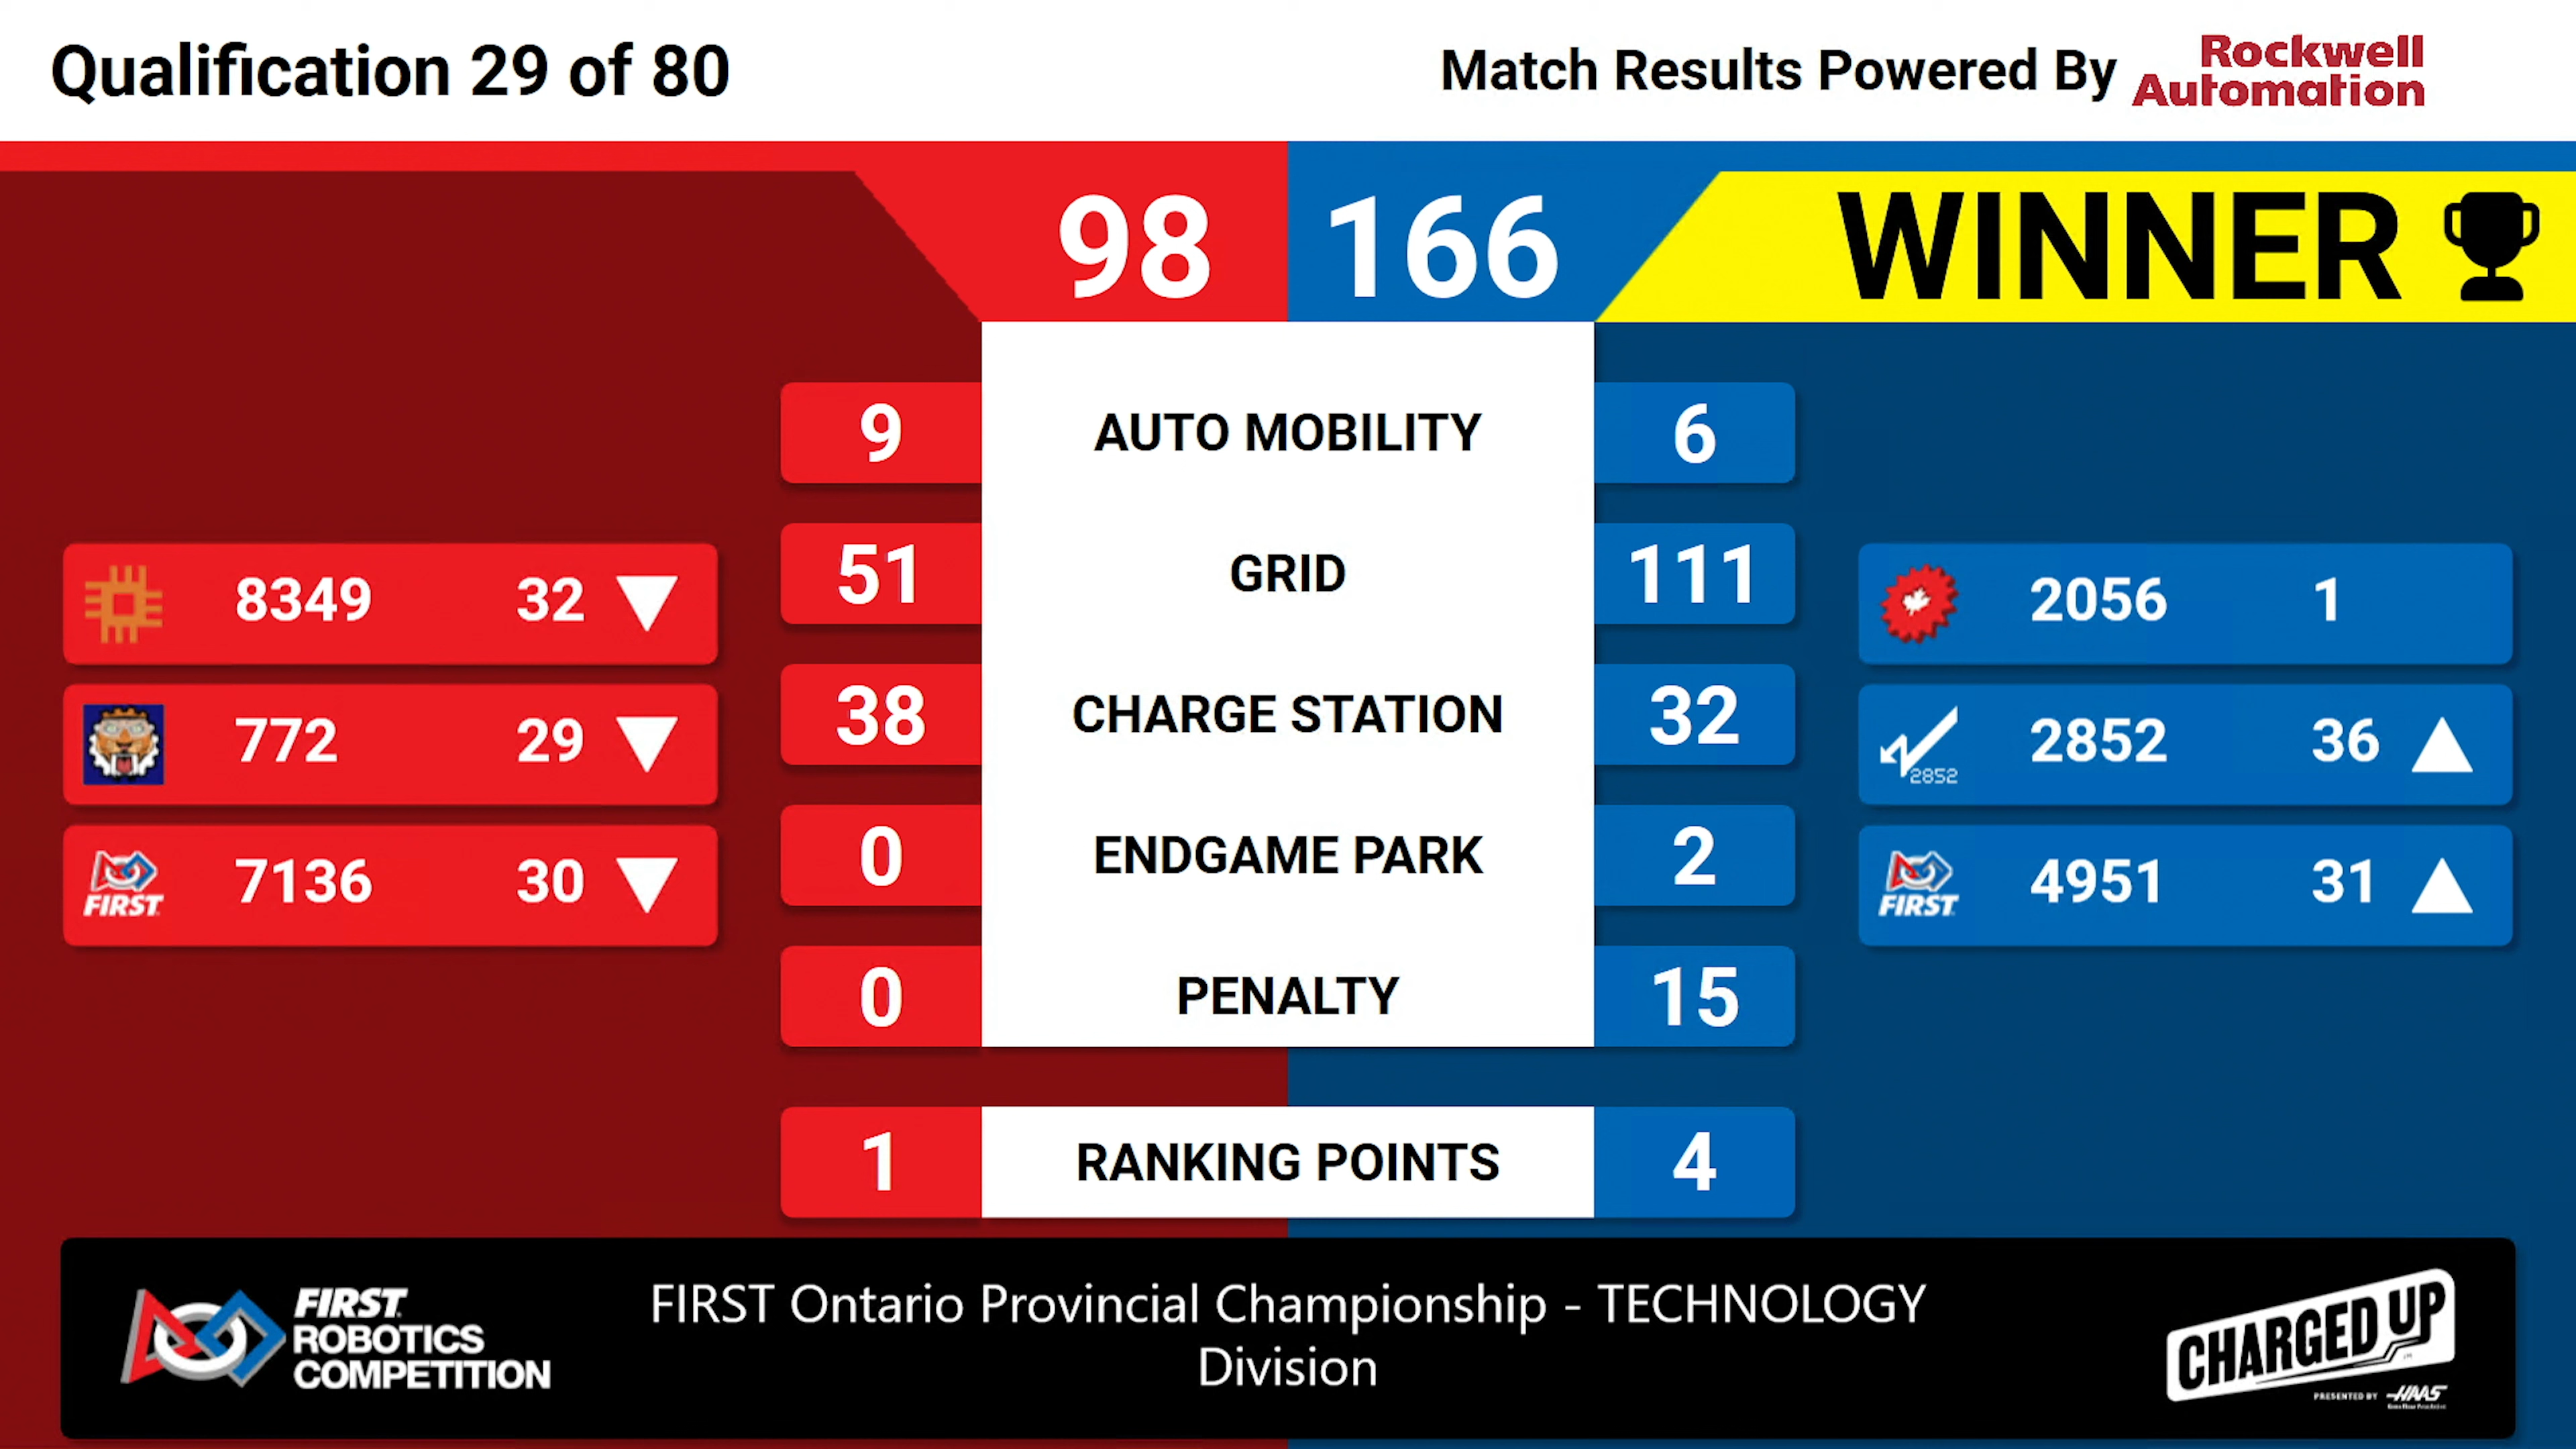 Qualification 29 of 80
Match Results Powered By
Rockwell
Automation
98 166 WINNER
9 AUTO MOBILITY 6
51 GRID 111
38 CHARGE STATION 32
0 ENDGAME PARK 2
0 PENALTY 15
1 RANKING POINTS 4
8349 32
772 29
FIRST 7136 30
2056 1
2852 2852 36
FIRST 4951 31
FIRST
ROBOTICS
COMPETITION
FIRST Ontario Provincial Championship - TECHNOLOGY
Division
CHARGED UP
PRESENTED BY HAAS